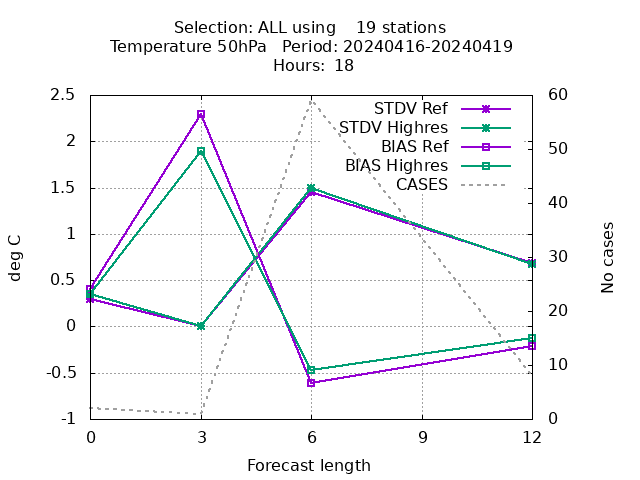 Selection: ALL using    19 stations
Temperature 50hPa   Period: 20240416-20240419
Hours: 18
STDV Ref
STDV Highres
BIAS Ref
BIAS Highres
CASES
2.5
2
1.5
1
0.5
0
-0.5
-1
60
50
40
30
20
10
0
deg C
No cases
0 3 6 9 12
Forecast length